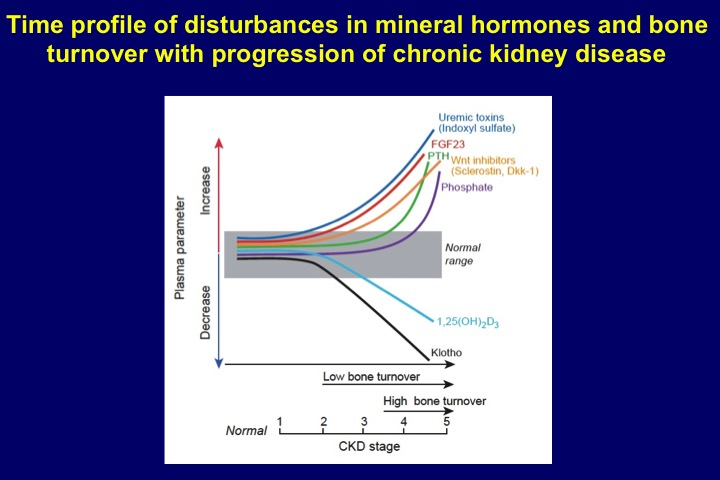 Time profile of disturbances in mineral hormones and bone
turnover with progression of chronic kidney disease
Uremic toxins
(Indoxyl sulfate)
FGF23
PTH
Wnt inhibitors
(Sclerostin, Dkk-1)
Phosphate
Plasma parameter
Increase
Decrease
Normal
range
1,25(OH)₂D₃
Klotho
Low bone turnover
High bone turnover
Normal 1 2 3 4 5
CKD stage